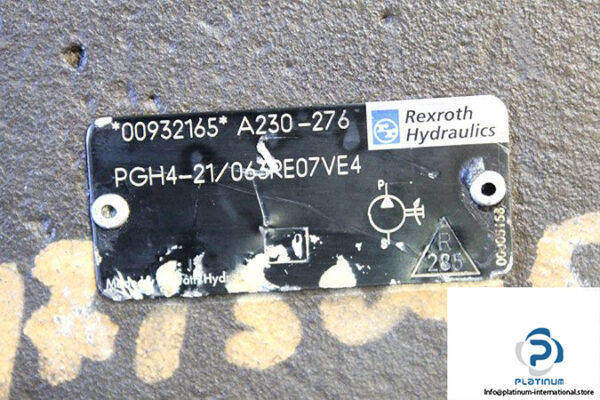 *00932165* A230-276
Rexroth
Hydraulics
PGH4-21/063RE07VE4
P
S
R
285
PLATINUM
Info@platinum-international.store